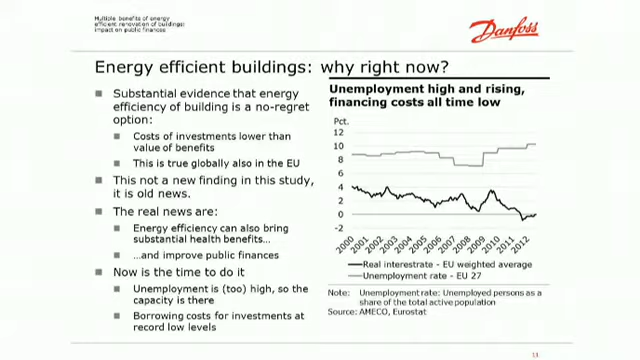 Multiple benefits of energy
efficient renovation of buildings:
impact on public finances
Danfoss
Energy efficient buildings: why right now?
Substantial evidence that energy
efficiency of building is a no-regret
option:
Costs of investments lower than
value of benefits
This is true globally also in the EU
This not a new finding in this study,
it is old news.
The real news are:
Energy efficiency can also bring
substantial health benefits...
...and improve public finances
Now is the time to do it
Unemployment is (too) high, so the
capacity is there
Borrowing costs for investments at
record low levels
Unemployment high and rising,
financing costs all time low
Pct.
12
10
8
6
4
2
0
-2
2000 2001 2002 2003 2004 2005 2006 2007 2008 2009 2010 2011 2012
Real interestrate - EU weighted average
Unemployment rate - EU 27
Note: Unemployment rate: Unemployed persons as a
share of the total active population
Source: AMECO, Eurostat